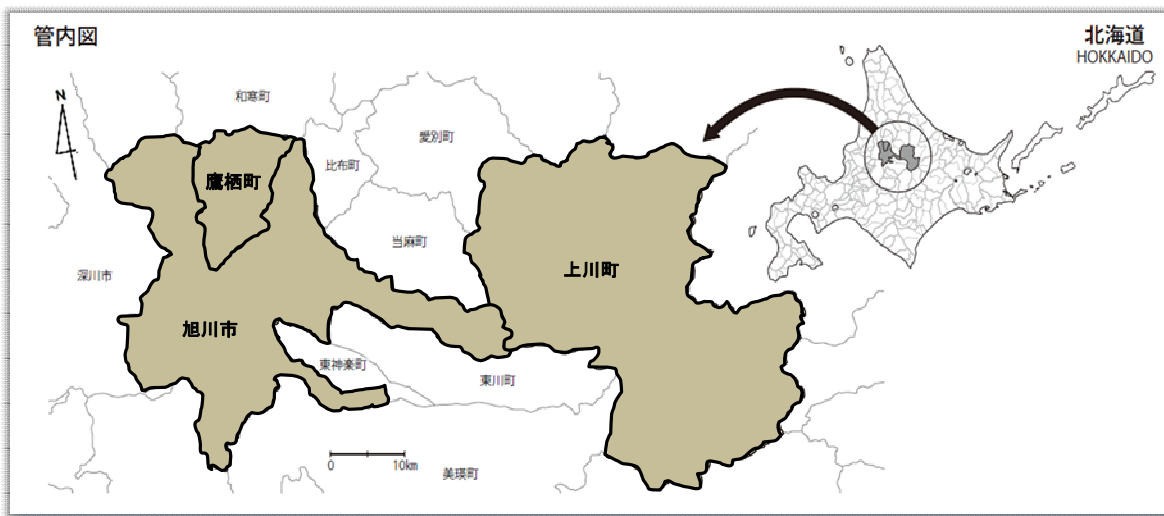 管内図
北海道
HOKKAIDO
N
和寒町
愛別町
比布町
鷹栖町
当麻町
上川町
深川市
旭川市
東神楽町
東川町
0 10km
美瑛町